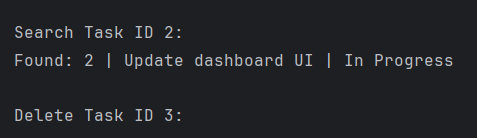 Search Task ID 2:
Found: 2 | Update dashboard UI | In Progress
Delete Task ID 3: